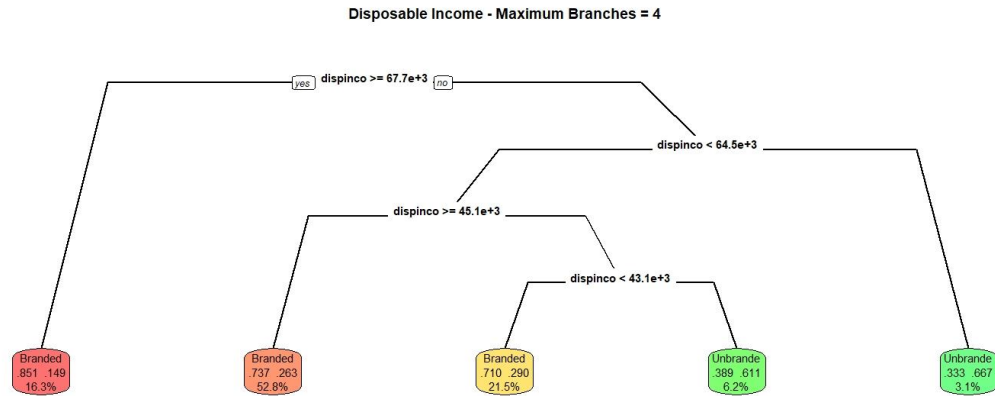 Disposable Income - Maximum Branches = 4
yes dispinco >= 67.7e+3 no
dispinco < 64.5e+3
dispinco >= 45.1e+3
dispinco < 43.1e+3
Branded
.851 .149
16.3%
Branded
.737 .263
52.8%
Branded
.710 .290
21.5%
Unbrande
.389 .611
6.2%
Unbrande
.333 .667
3.1%